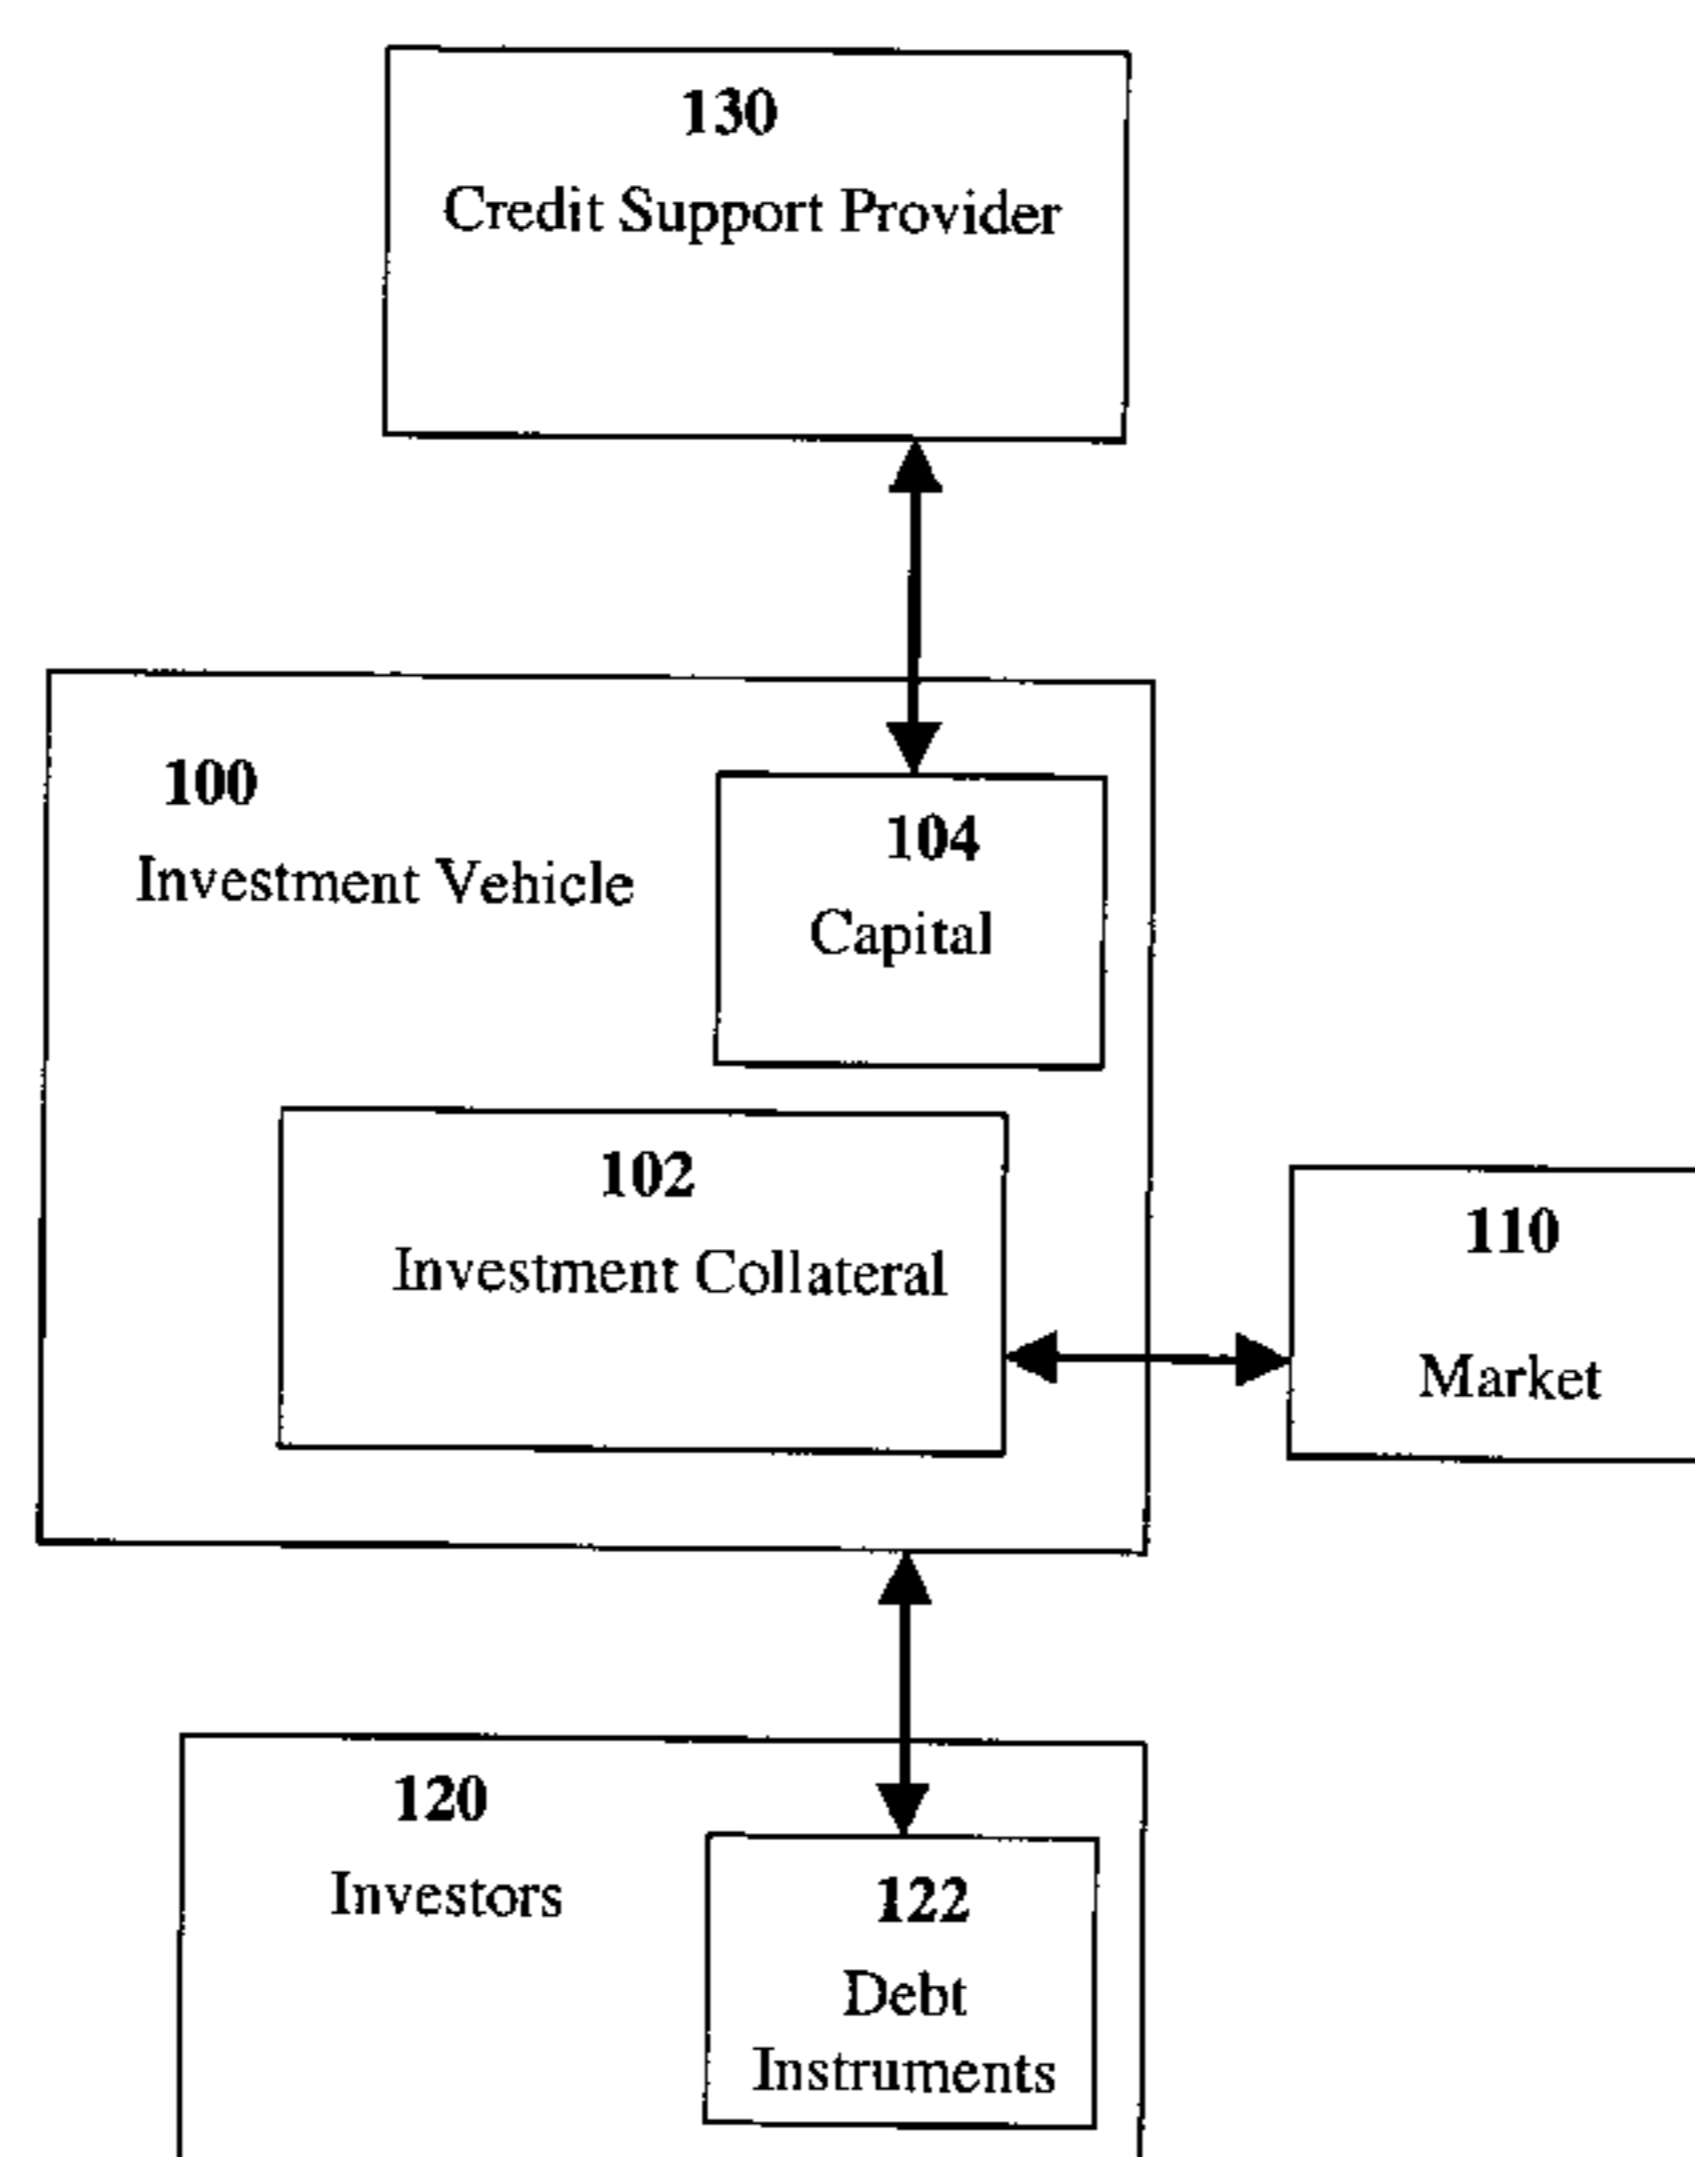 130
Credit Support Provider
100
Investment Vehicle
104
Capital
102
Investment Collateral
110
Market
120
Investors
122
Debt
Instruments